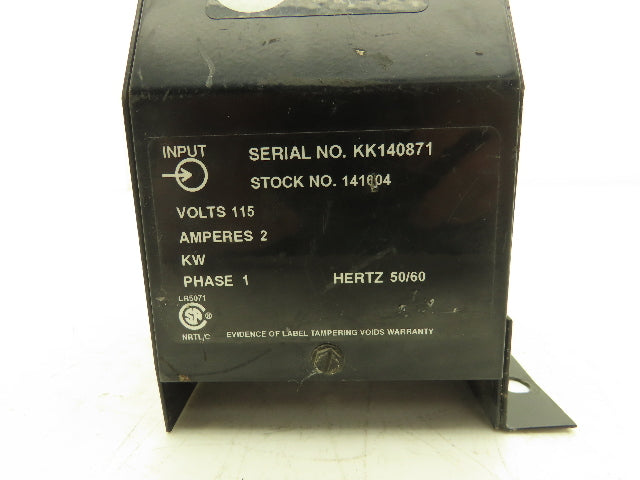 INPUT
SERIAL NO. KK140871
STOCK NO. 141604
VOLTS 115
AMPERES 2
KW
PHASE 1
HERTZ 50/60
LR5071
NRTL/C
EVIDENCE OF LABEL TAMPERING VOIDS WARRANTY